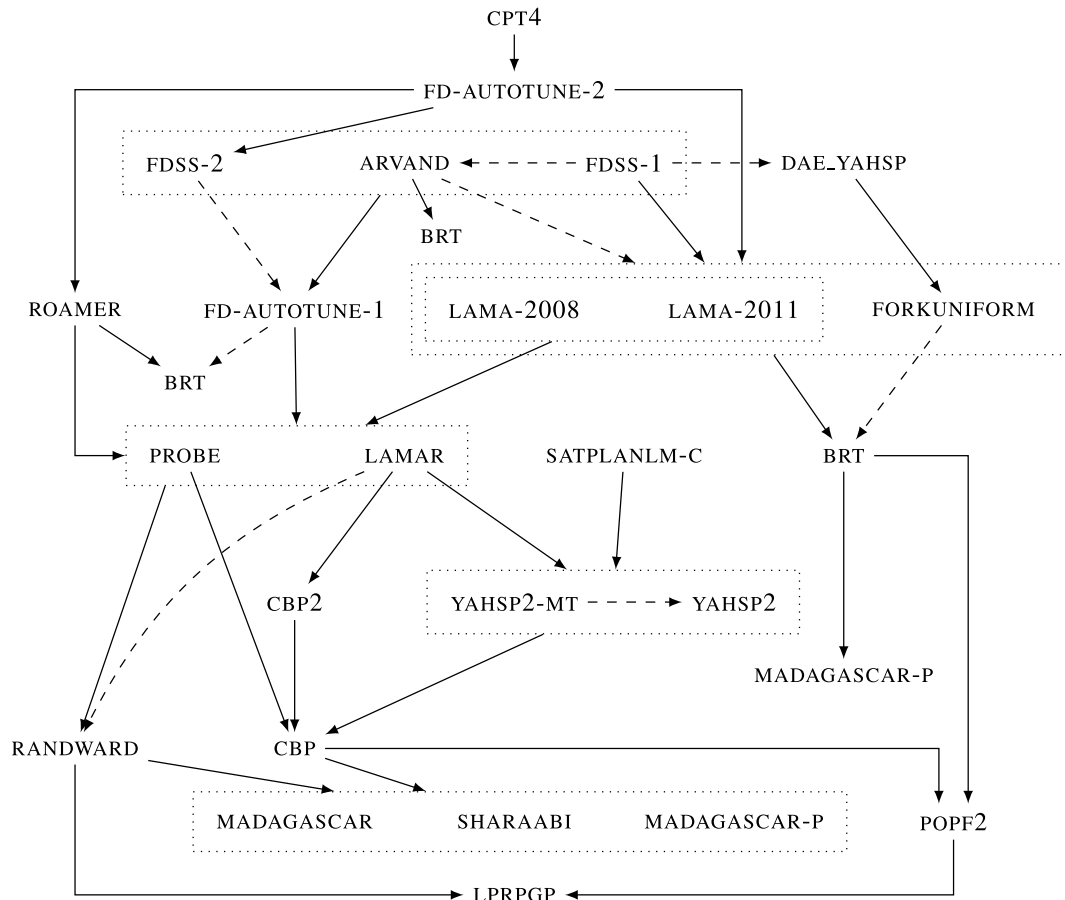 CPT4
FD-AUTOTUNE-2
FDSS-2 ARVAND FDSS-1 DAE_YAHSP
BRT
ROAMER FD-AUTOTUNE-1 LAMA-2008 LAMA-2011 FORKUNIFORM
BRT
PROBE LAMAR SATPLANLM-C BRT
CBP2 YAHSP2-MT YAHSP2
MADAGASCAR-P
RANDWARD CBP
MADAGASCAR SHARAABI MADAGASCAR-P POPF2
LPRPGP